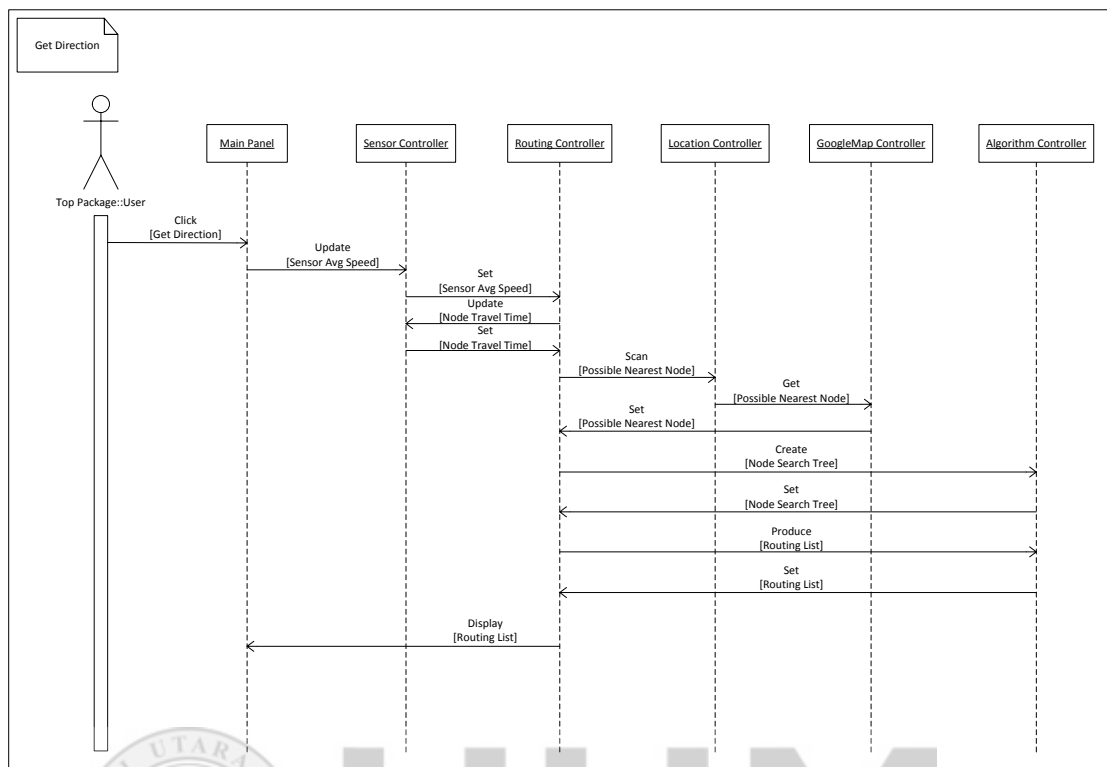 Get Direction
Top Package::User
Main Panel
Sensor Controller
Routing Controller
Location Controller
GoogleMap Controller
Algorithm Controller
Click
[Get Direction]
Update
[Sensor Avg Speed]
Set
[Sensor Avg Speed]
Update
[Node Travel Time]
Set
[Node Travel Time]
Scan
[Possible Nearest Node]
Get
[Possible Nearest Node]
Set
[Possible Nearest Node]
Create
[Node Search Tree]
Set
[Node Search Tree]
Produce
[Routing List]
Set
[Routing List]
Display
[Routing List]
UTARA